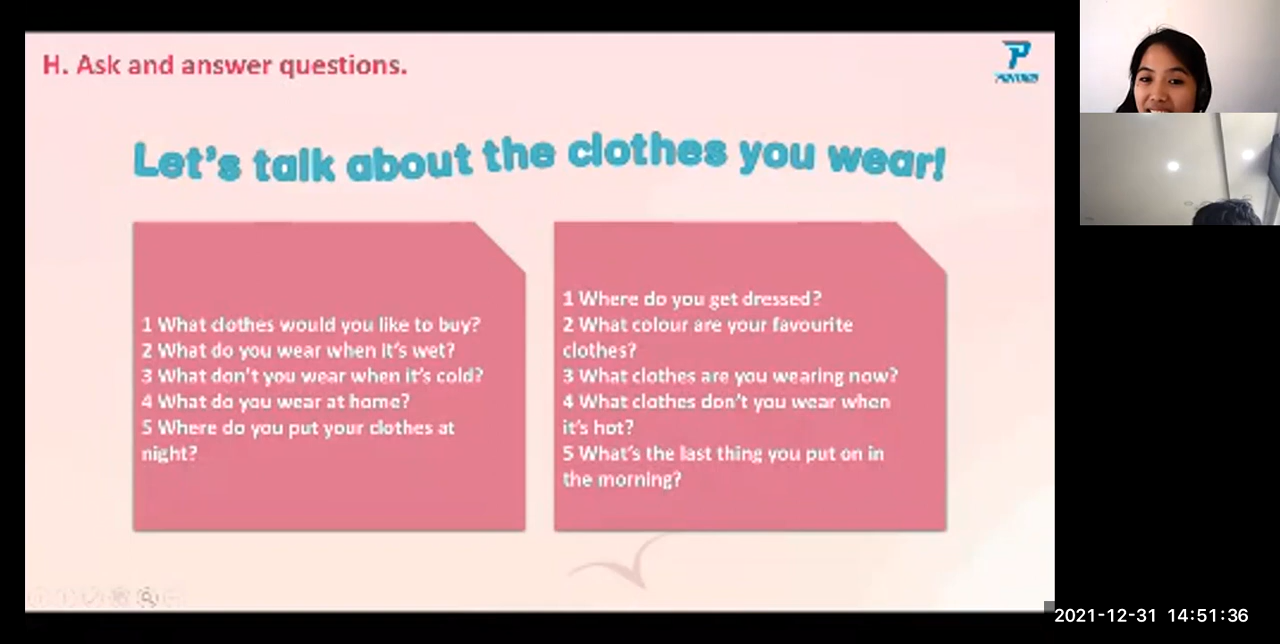 H. Ask and answer questions.
Let's talk about the clothes you wear!
1 What clothes would you like to buy?
2 What do you wear when it's wet?
3 What don't you wear when it's cold?
4 What do you wear at home?
5 Where do you put your clothes at
night?
1 Where do you get dressed?
2 What colour are your favourite
clothes?
3 What clothes are you wearing now?
4 What clothes don't you wear when
it's hot?
5 What's the last thing you put on in
the morning?
2021-12-31 14:51:36